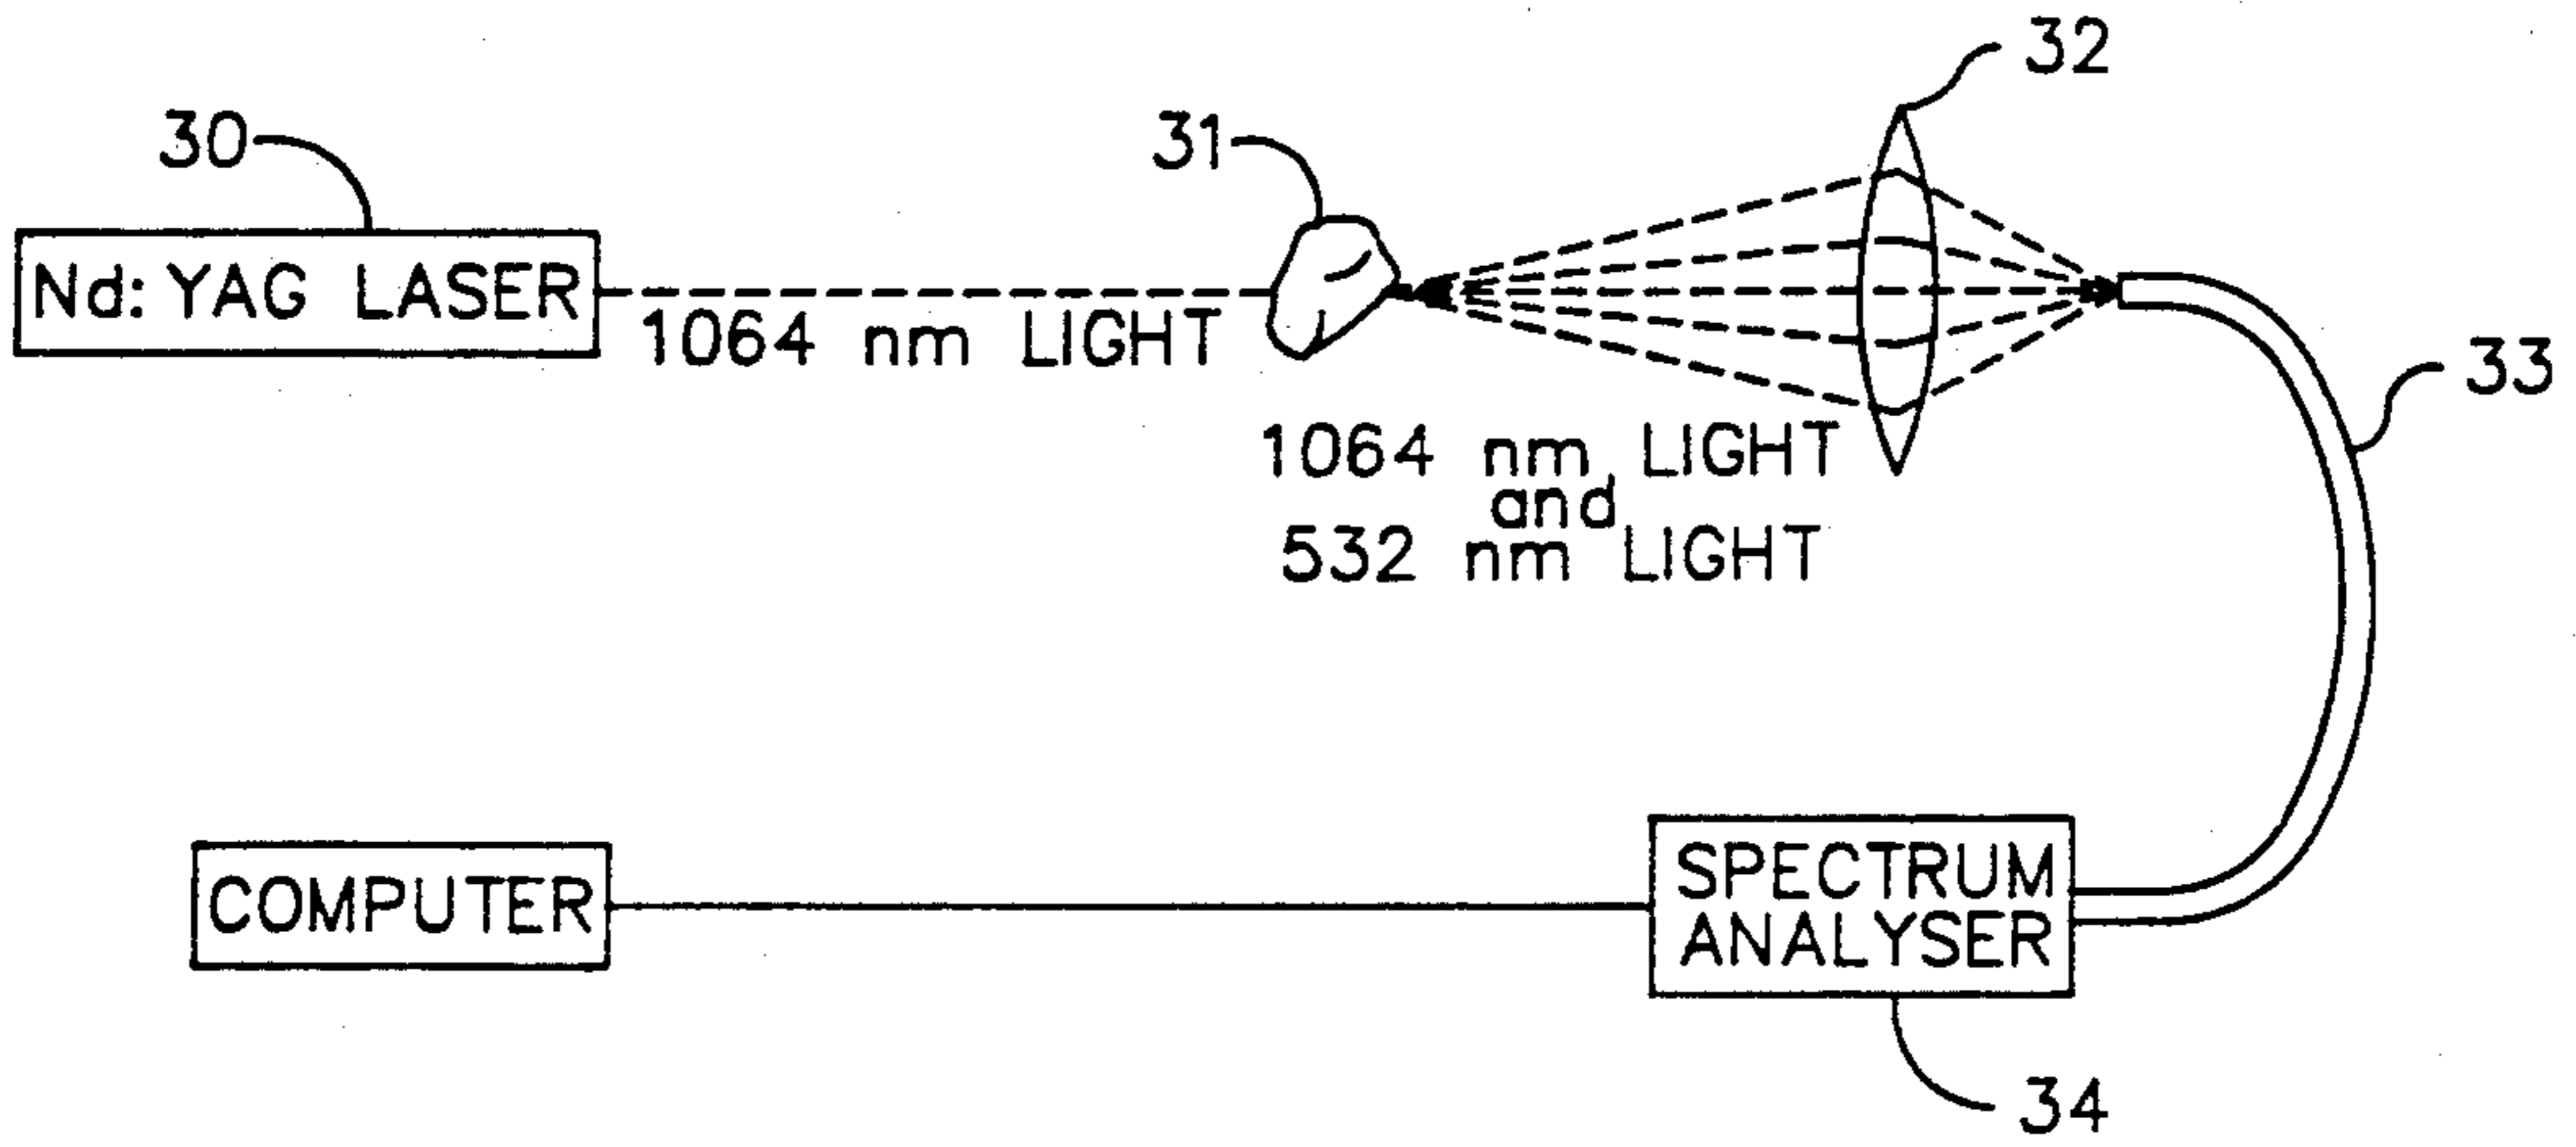 32
30
31
Nd: YAG LASER
1064 nm LIGHT
33
1064 nm LIGHT
and
532 nm LIGHT
COMPUTER
SPECTRUM
ANALYSER
34